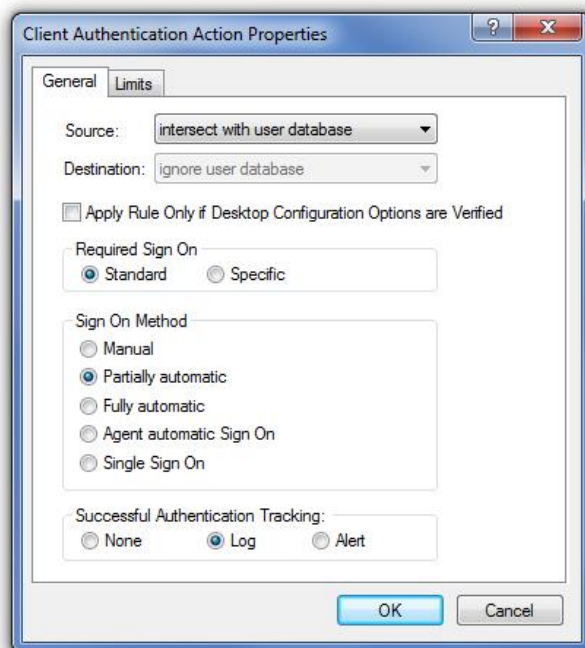 Client Authentication Action Properties
General Limits
Source: intersect with user database
Destination: ignore user database
Apply Rule Only if Desktop Configuration Options are Verified
Required Sign On
Standard Specific
Sign On Method
Manual
Partially automatic
Fully automatic
Agent automatic Sign On
Single Sign On
Successful Authentication Tracking:
None Log Alert
OK Cancel